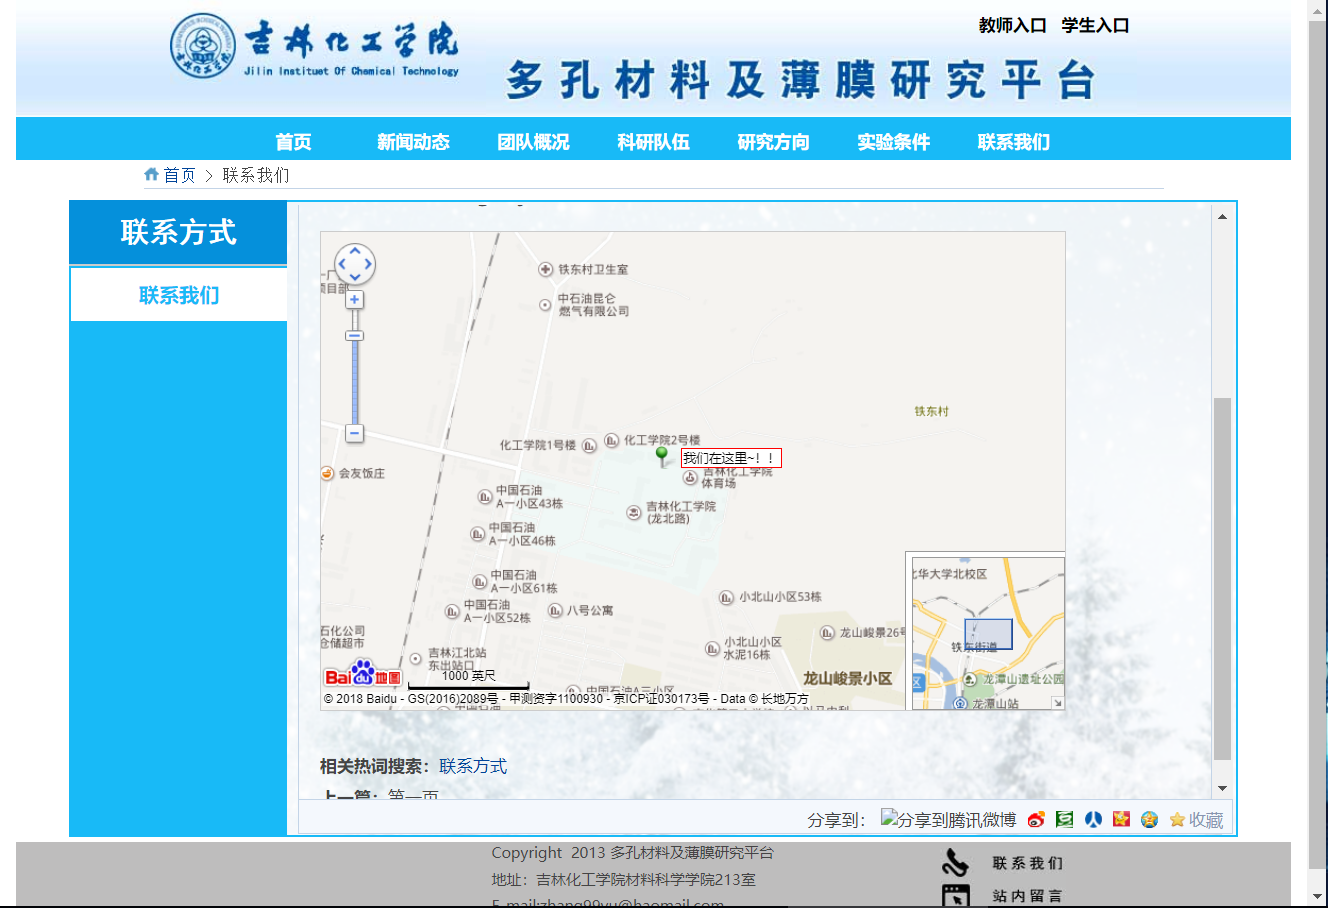 教师入口 学生入口
吉林化工学院
Jilin Instituet Of Chemical Technology
多孔材料及薄膜研究平台
首页 新闻动态 团队概况 科研队伍 研究方向 实验条件 联系我们
首页 > 联系我们
联系方式
联系我们
铁东村卫生室
中石油昆仑
燃气有限公司
铁东村
化工学院1号楼
化工学院2号楼
我们在这里~！！
吉林化工学院
体育场
会友饭庄
中国石油
A一小区43栋
吉林化工学院
(龙北路)
中国石油
A一小区46栋
中国石油
A一小区61栋
中国石油
A一小区52栋
八号公寓
小北山小区53栋
石化公司
仓储超市
龙山峻景26号
小北山小区
水泥16栋
吉林江北站
东出站口
龙山峻景小区
Bai du 地图
1000 英尺
中国石油A三小区
© 2018 Baidu - GS(2016)2089号 - 甲测资字1100930 - 京ICP证030173号 - Data © 长地万方
北华大学北校区
铁东街道
龙潭山遗址公园
龙潭山站
相关热词搜索：联系方式
上一篇：第一页
分享到： 分享到腾讯微博 收藏
Copyright 2013 多孔材料及薄膜研究平台
地址：吉林化工学院材料科学学院213室
E-mail:zhang99yu@haomail.com
联系我们
站内留言